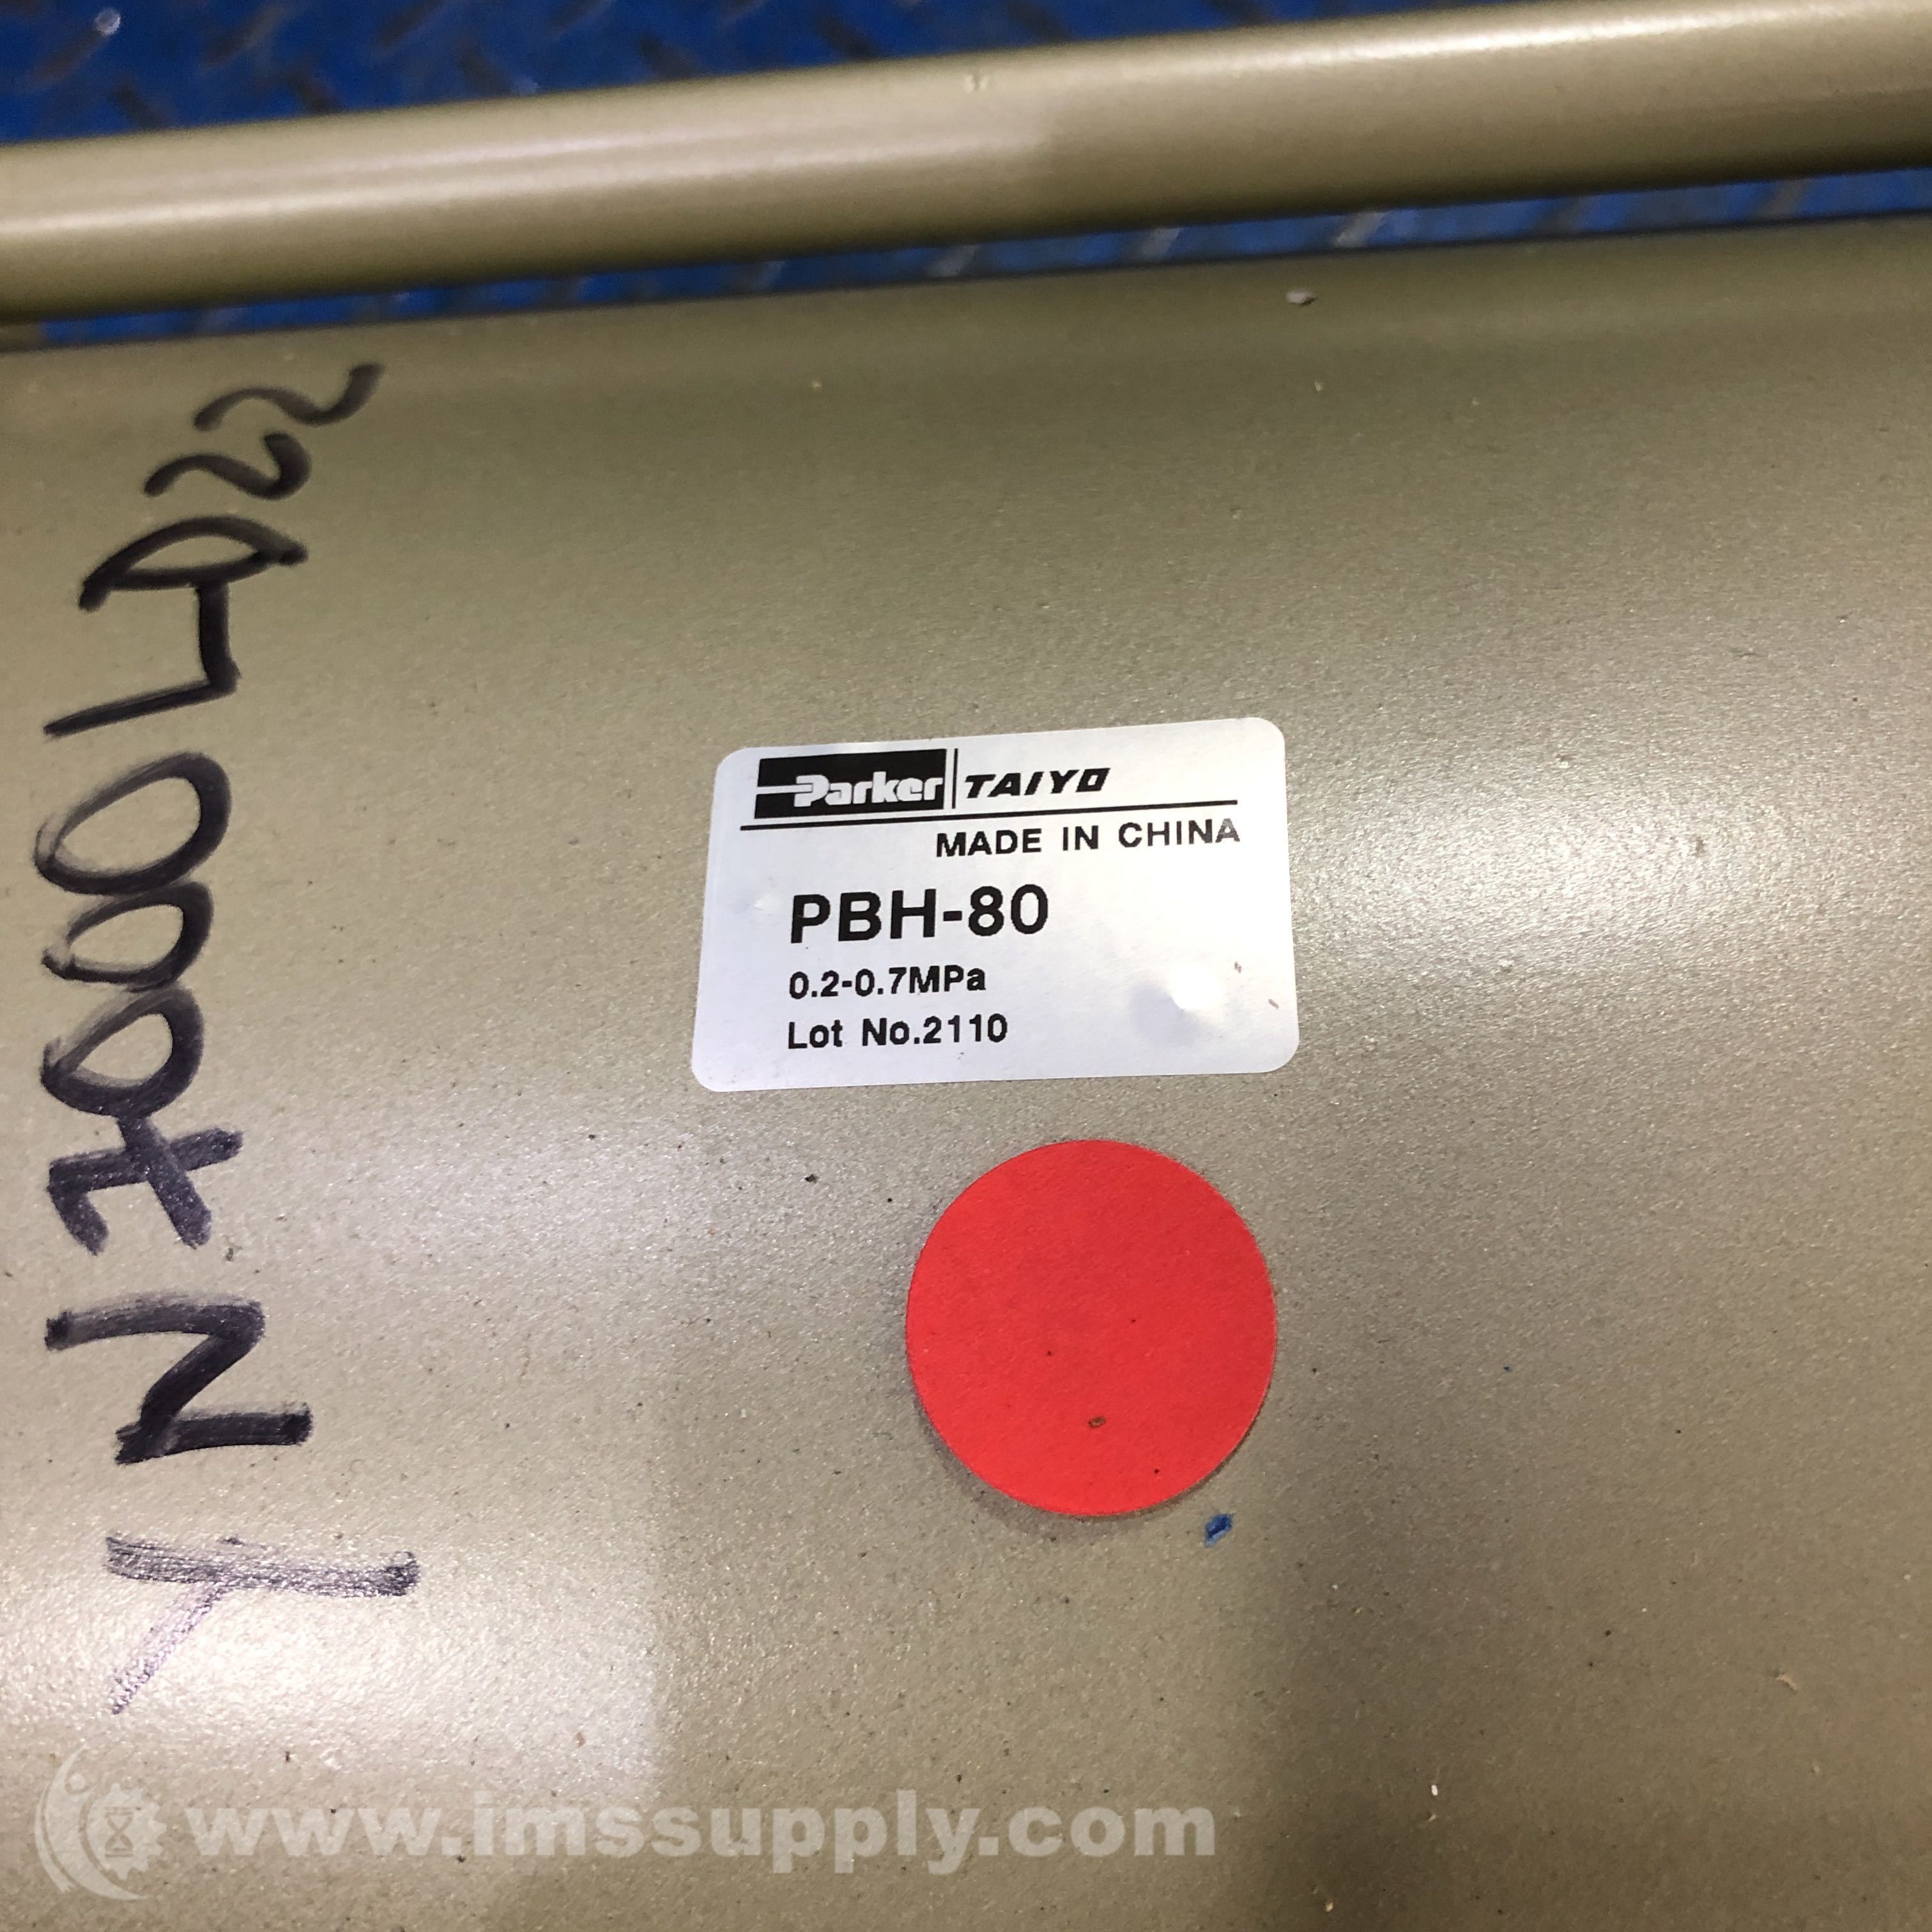 Parker TAIYO
MADE IN CHINA
PBH-80
0.2-0.7MPa
Lot No.2110
www.imssupply.com